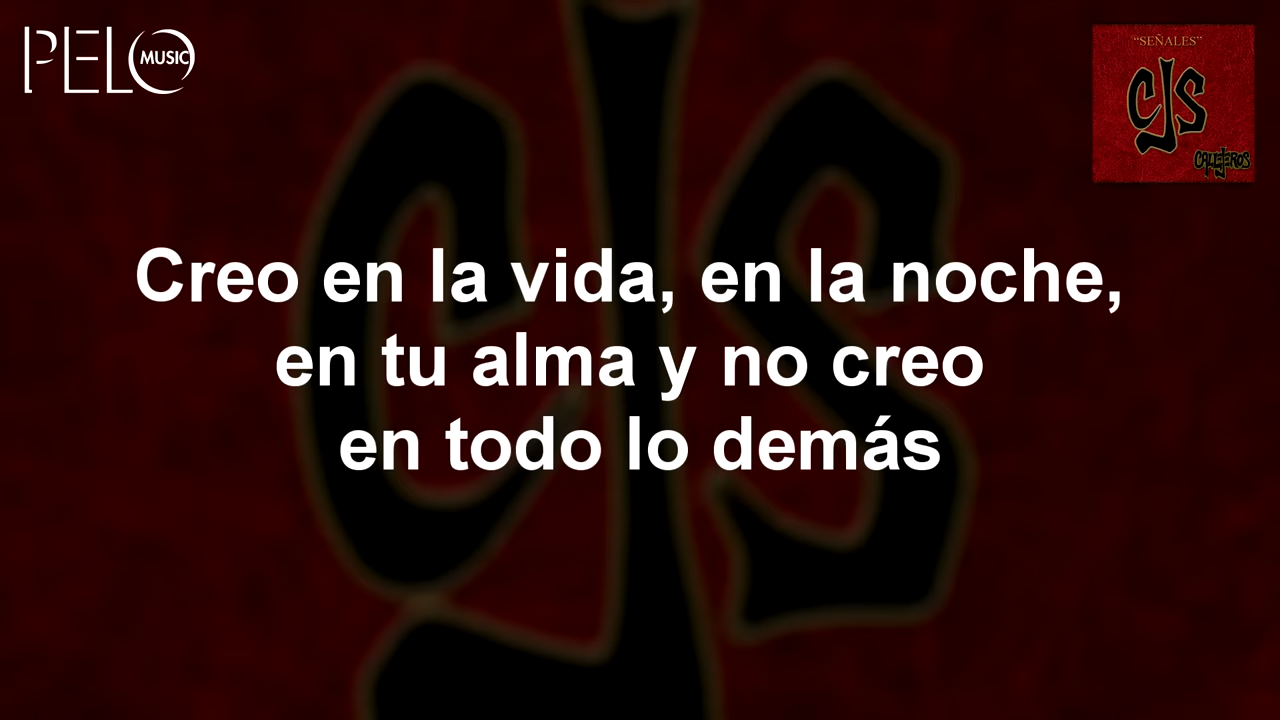 PELO
MUSIC
“SEÑALES”
CJS
CALLEJEROS
Creo en la vida, en la noche,
en tu alma y no creo
en todo lo demás